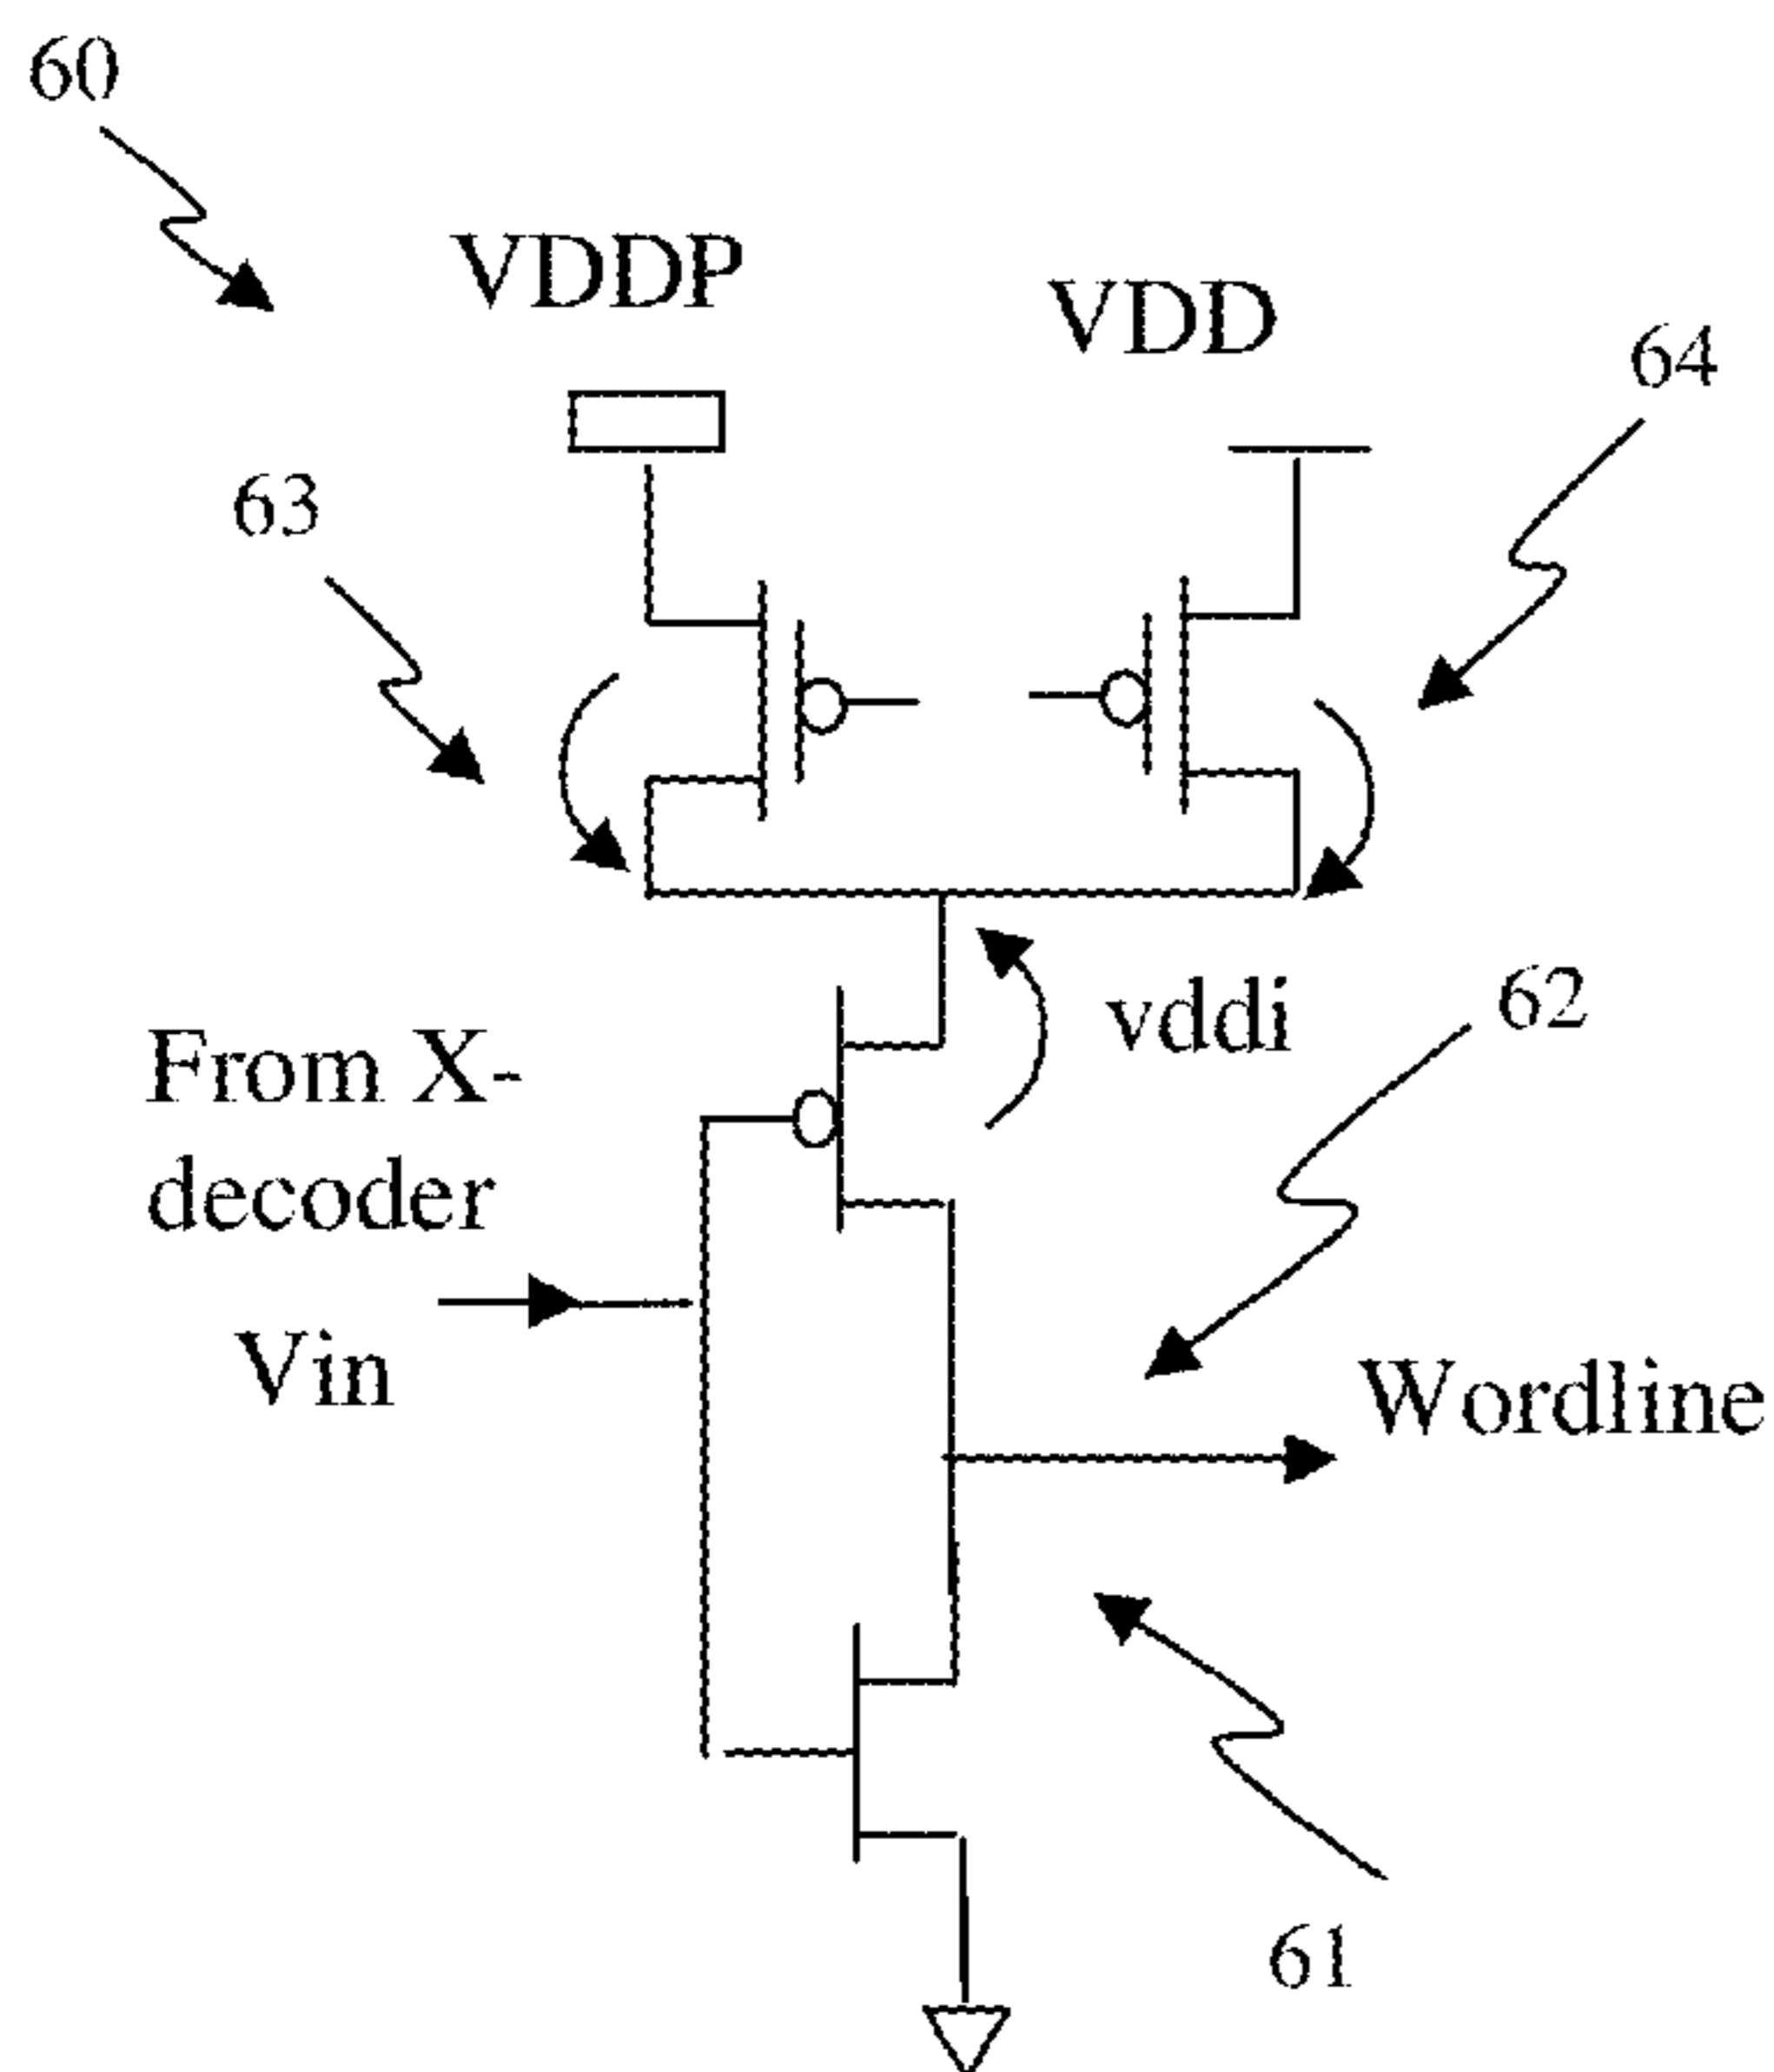 60
VDDP
VDD
64
63
62
vddi
From X-
decoder
Vin
Wordline
61